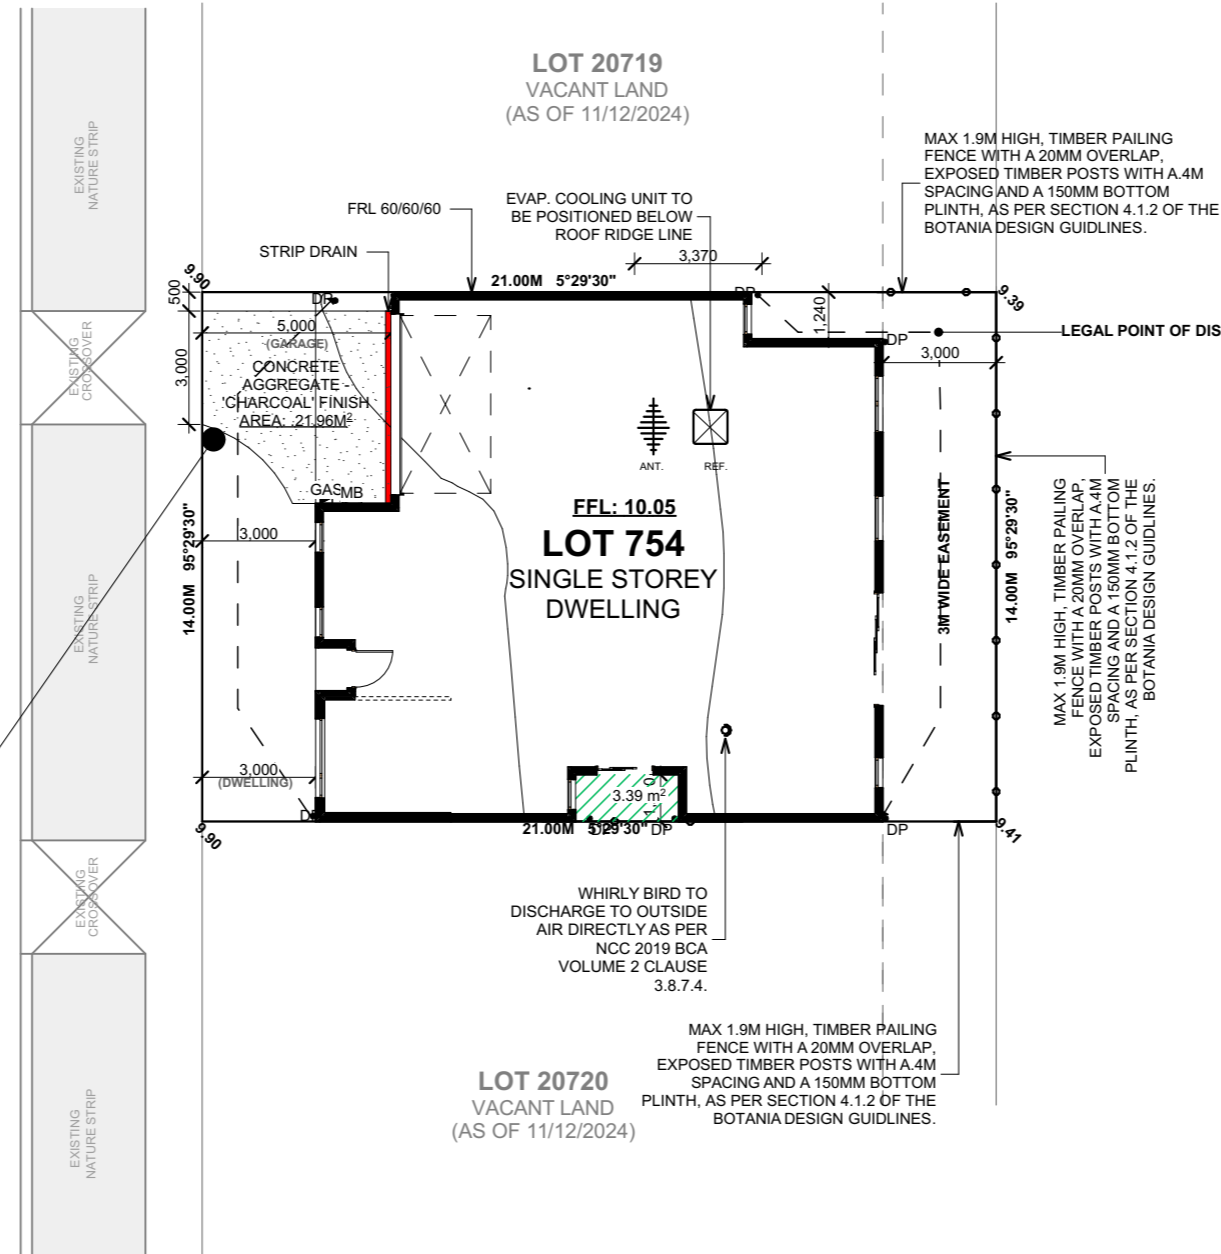 LOT 20719
VACANT LAND
(AS OF 11/12/2024)
EXISTING
NATURE STRIP
MAX 1.9M HIGH, TIMBER PAILING
FENCE WITH A 20MM OVERLAP,
EXPOSED TIMBER POSTS WITH A.4M
SPACING AND A 150MM BOTTOM
PLINTH, AS PER SECTION 4.1.2 OF THE
BOTANIA DESIGN GUIDLINES.
EVAP. COOLING UNIT TO
BE POSITIONED BELOW
ROOF RIDGE LINE
FRL 60/60/60
STRIP DRAIN
3,370
21.00M 5°29'30"
9.90
9.39
500
DP
DP
1,240
5,000
(GARAGE)
LEGAL POINT OF DIS
DP
3,000
EXISTING
CROSSOVER
3,000
CONCRETE
AGGREGATE -
'CHARCOAL' FINISH
AREA: 21.96M²
ANT.
REF.
GAS
MB
FFL: 10.05
LOT 754
SINGLE STOREY
DWELLING
3,000
14.00M 95°29'30"
EXISTING
NATURE STRIP
3M WIDE EASEMENT
14.00M 95°29'30"
MAX 1.9M HIGH, TIMBER PAILING
FENCE WITH A 20MM OVERLAP,
EXPOSED TIMBER POSTS WITH A.4M
SPACING AND A 150MM BOTTOM
PLINTH, AS PER SECTION 4.1.2 OF THE
BOTANIA DESIGN GUIDLINES.
3,000
(DWELLING)
3.39 m²
9.90
21.00M 5°29'30"
DP
DP
9.41
EXISTING
CROSSOVER
WHIRLY BIRD TO
DISCHARGE TO OUTSIDE
AIR DIRECTLY AS PER
NCC 2019 BCA
VOLUME 2 CLAUSE
3.8.7.4.
MAX 1.9M HIGH, TIMBER PAILING
FENCE WITH A 20MM OVERLAP,
EXPOSED TIMBER POSTS WITH A.4M
SPACING AND A 150MM BOTTOM
PLINTH, AS PER SECTION 4.1.2 OF THE
BOTANIA DESIGN GUIDLINES.
LOT 20720
VACANT LAND
(AS OF 11/12/2024)
EXISTING
NATURE STRIP